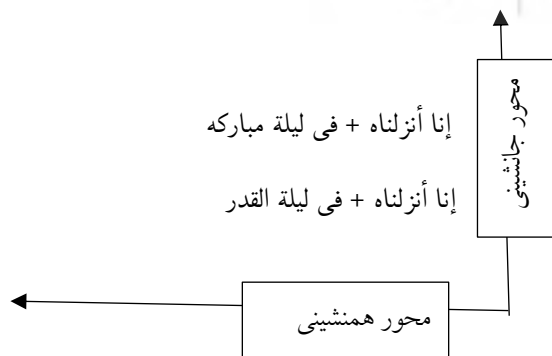 محور جانشینی
إنا أنزلناه + فی لیلة مبارکه
إنا أنزلناه + فی لیلة القدر
محور همنشینی